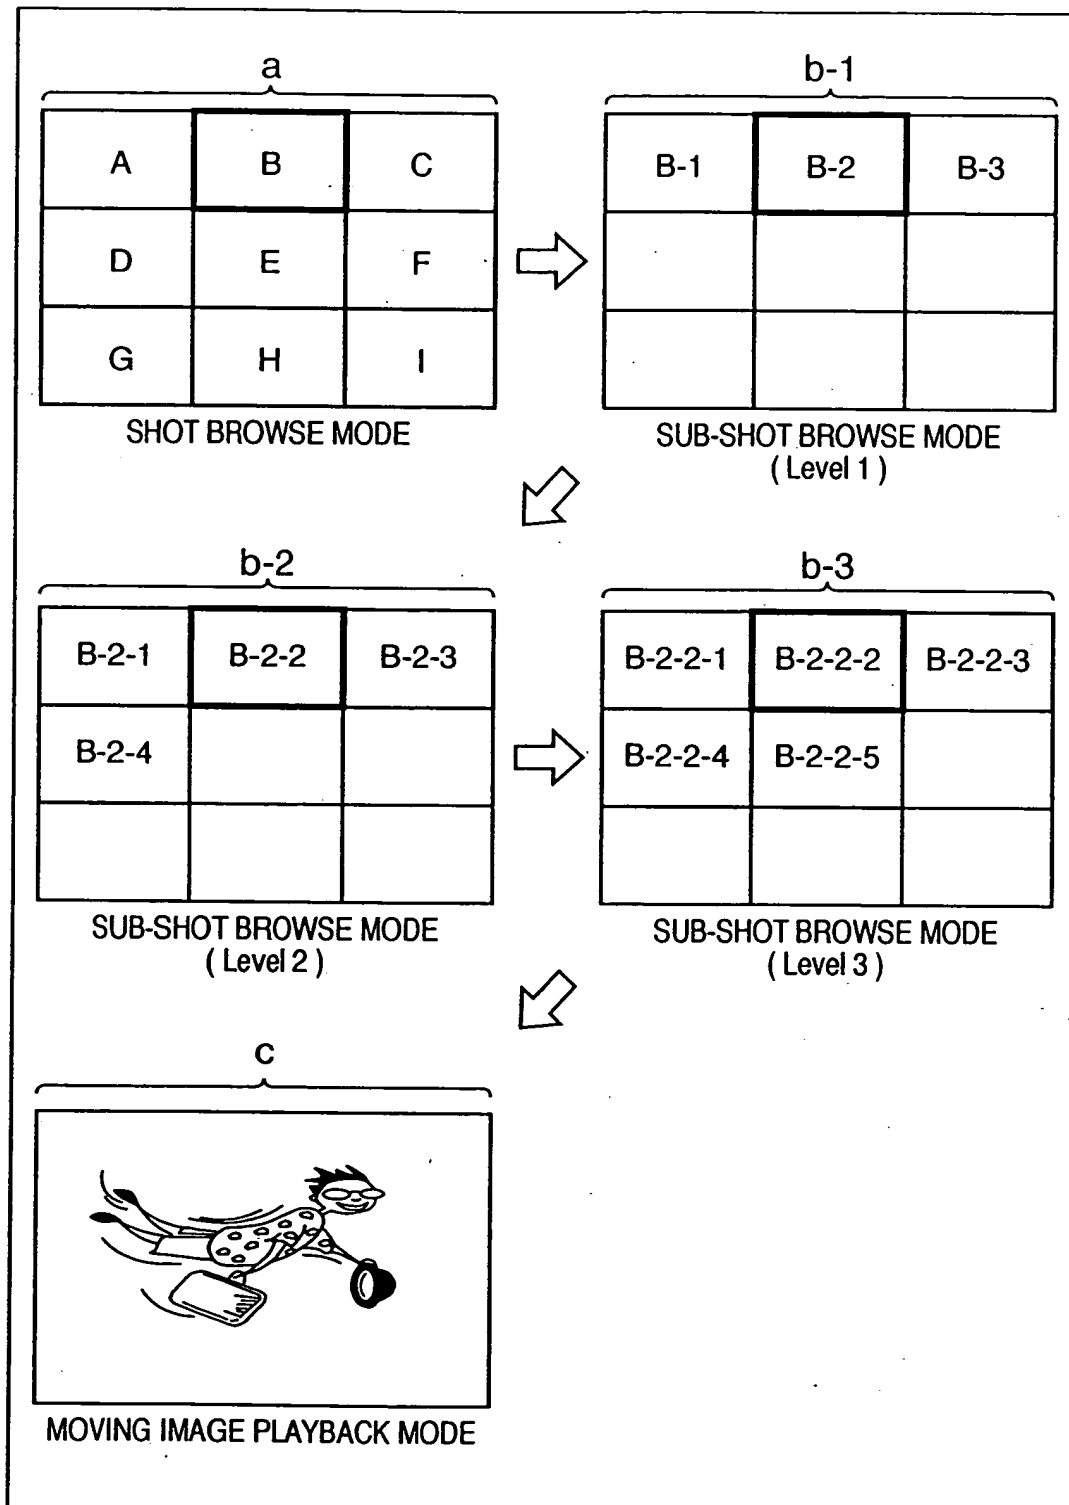 a
A B C
D E F
G H I
SHOT BROWSE MODE
b-1
B-1 B-2 B-3
SUB-SHOT BROWSE MODE
( Level 1 )
b-2
B-2-1 B-2-2 B-2-3
B-2-4
SUB-SHOT BROWSE MODE
( Level 2 )
b-3
B-2-2-1 B-2-2-2 B-2-2-3
B-2-2-4 B-2-2-5
SUB-SHOT BROWSE MODE
( Level 3 )
c
MOVING IMAGE PLAYBACK MODE